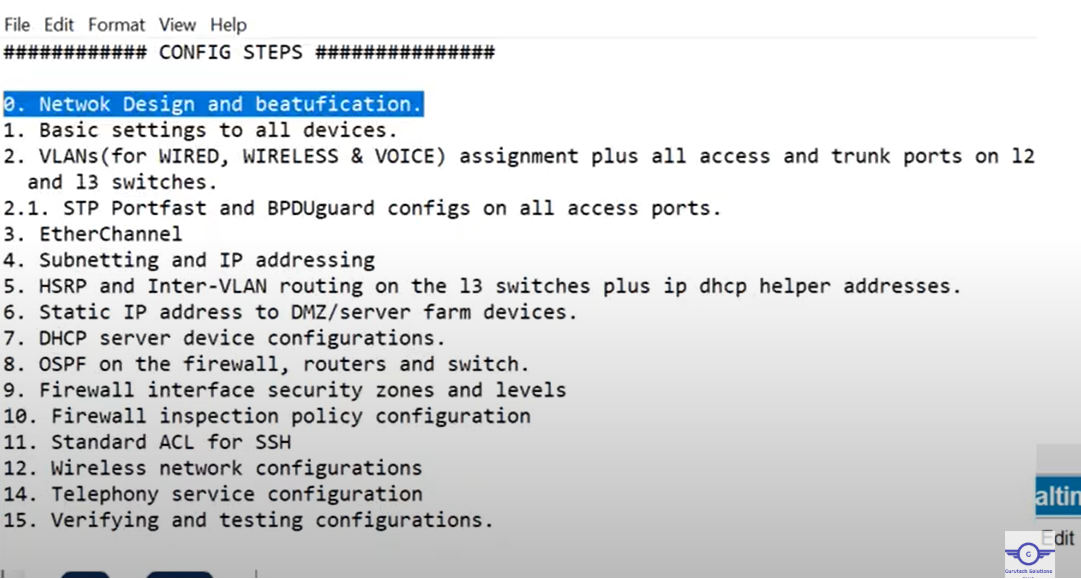 File Edit Format View Help
############ CONFIG STEPS ###############
0. Netwok Design and beatufication.
1. Basic settings to all devices.
2. VLANs(for WIRED, WIRELESS & VOICE) assignment plus all access and trunk ports on l2
and l3 switches.
2.1. STP Portfast and BPDUguard configs on all access ports.
3. EtherChannel
4. Subnetting and IP addressing
5. HSRP and Inter-VLAN routing on the l3 switches plus ip dhcp helper addresses.
6. Static IP address to DMZ/server farm devices.
7. DHCP server device configurations.
8. OSPF on the firewall, routers and switch.
9. Firewall interface security zones and levels
10. Firewall inspection policy configuration
11. Standard ACL for SSH
12. Wireless network configurations
14. Telephony service configuration
15. Verifying and testing configurations.
altin
Edit
G
Gurutech Solutions